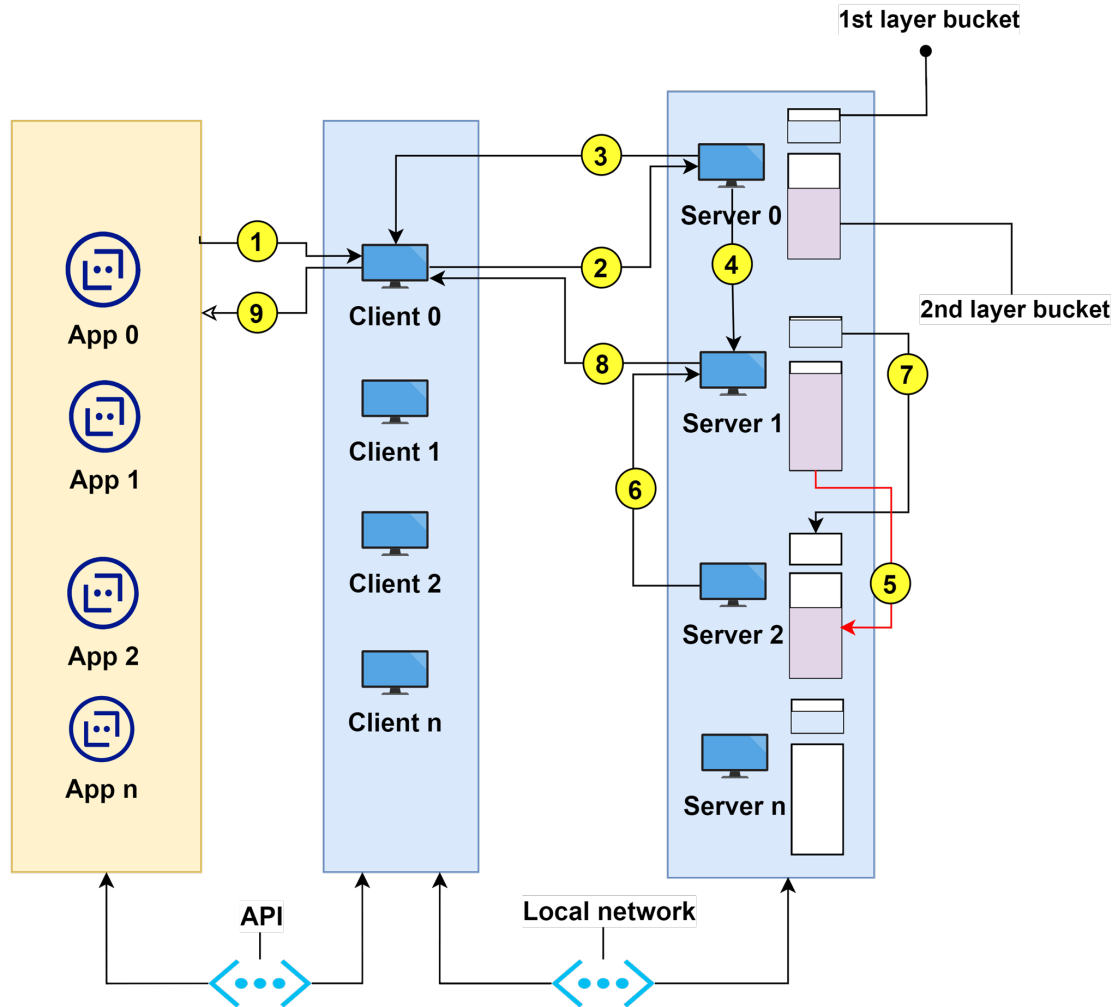 1st layer bucket
3
Server 0
1
2
4
Client 0
9
App 0
2nd layer bucket
8
7
Server 1
Client 1
App 1
6
5
Client 2
Server 2
App 2
Client n
App n
Server n
API
Local network